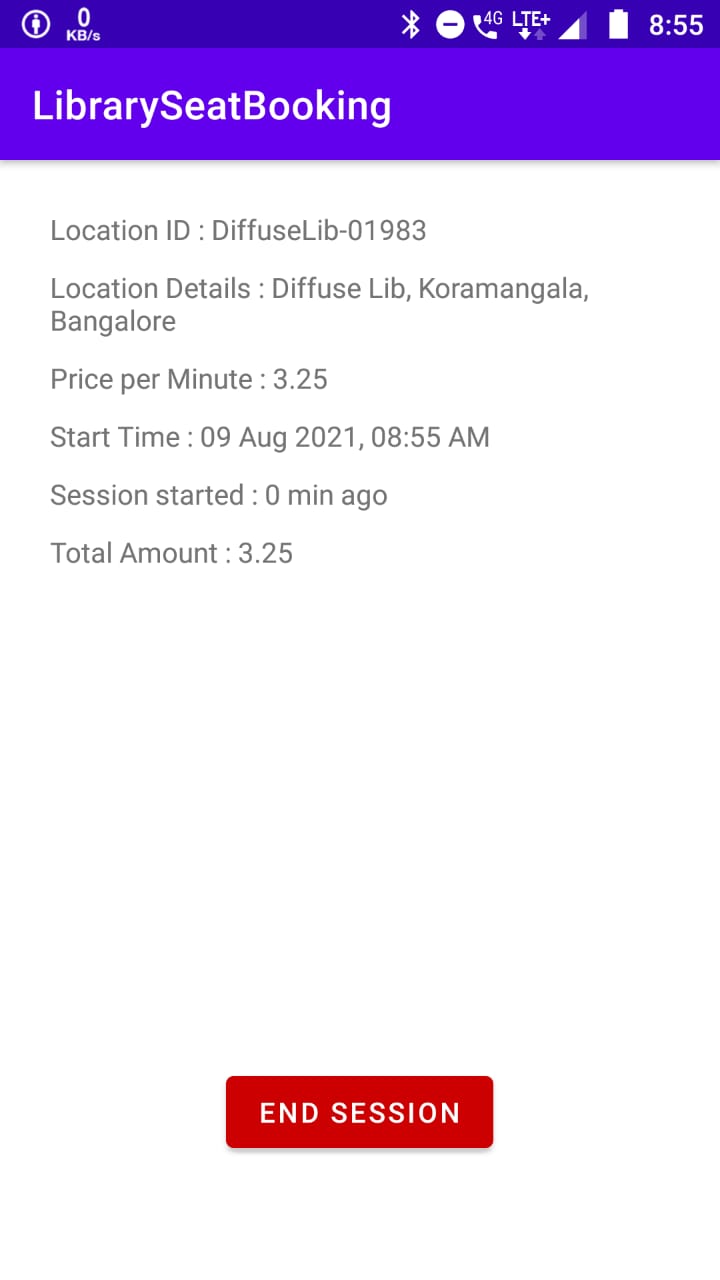 0
KB/s
4G LTE+ 8:55
LibrarySeatBooking
Location ID : DiffuseLib-01983
Location Details : Diffuse Lib, Koramangala,
Bangalore
Price per Minute : 3.25
Start Time : 09 Aug 2021, 08:55 AM
Session started : 0 min ago
Total Amount : 3.25
END SESSION